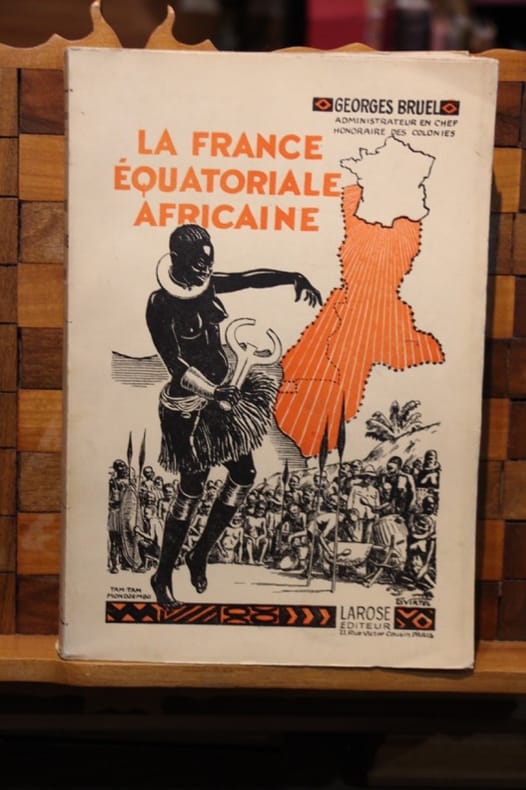 GEORGES BRUEL
ADMINISTRATEUR EN CHEF
HONORAIRE DES COLONIES
LA FRANCE
ÉQUATORIALE
AFRICAINE
TAM-TAM
LAROSE
ÉDITEUR
11, RUE VICTOR COUSIN, PARIS